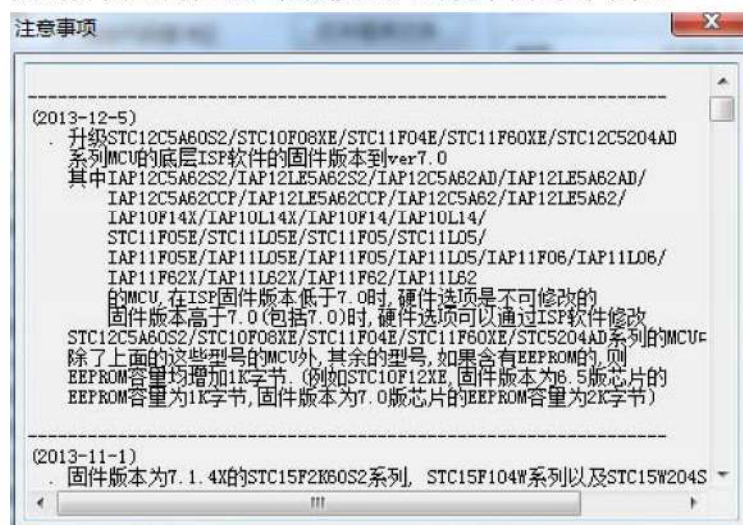 注意事项
(2013-12-5)
. 升级STC12C5A60S2/STC10F08XE/STC11F04E/STC11F60XE/STC12C5204AD
系列MCU的底层ISP软件的固件版本到ver7.0
其中IAP12C5A62S2/IAP12LE5A62S2/IAP12C5A62AD/IAP12LE5A62AD/
IAP12C5A62CCP/IAP12LE5A62CCP/IAP12C5A62/IAP12LE5A62/
IAP10F14X/IAP10L14X/IAP10F14/IAP10L14/
STC11F05E/STC11L05E/STC11F05/STC11L05/
IAP11F05E/IAP11L05E/IAP11F05/IAP11L05/IAP11F06/IAP11L06/
IAP11F62X/IAP11L62X/IAP11F62/IAP11L62
的MCU,在ISP固件版本低于7.0时,硬件选项是不可修改的
固件版本高于7.0(包括7.0)时,硬件选项可以通过ISP软件修改
STC12C5A60S2/STC10F08XE/STC11F04E/STC11F60XE/STC5204AD系列的MCU
除了上面的这些型号的MCU外,其余的型号,如果含有EEPROM的,则
EEPROM容量均增加1K字节.(例如STC10F12XE,固件版本为6.5版芯片的
EEPROM容量为1K字节,固件版本为7.0版芯片的EEPROM容量为2K字节)
(2013-11-1)
. 固件版本为7.1.4X的STC15F2K60S2系列, STC15F104W系列以及STC15W204S